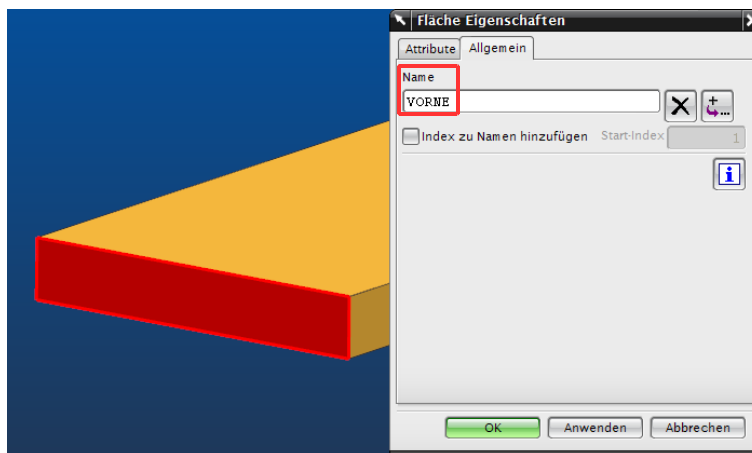 Fläche Eigenschaften
Attribute Allgemein
Name
VORNE
Index zu Namen hinzufügen Start-Index 1
OK Anwenden Abbrechen